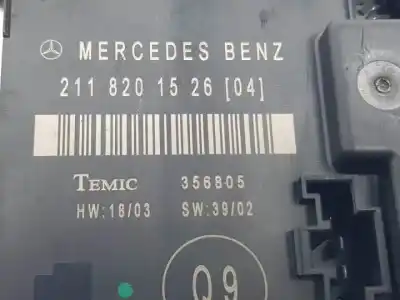 MERCEDES BENZ
211 820 15 26 [04]
TEMIC 356805
HW:18/03 SW:39/02
Q9